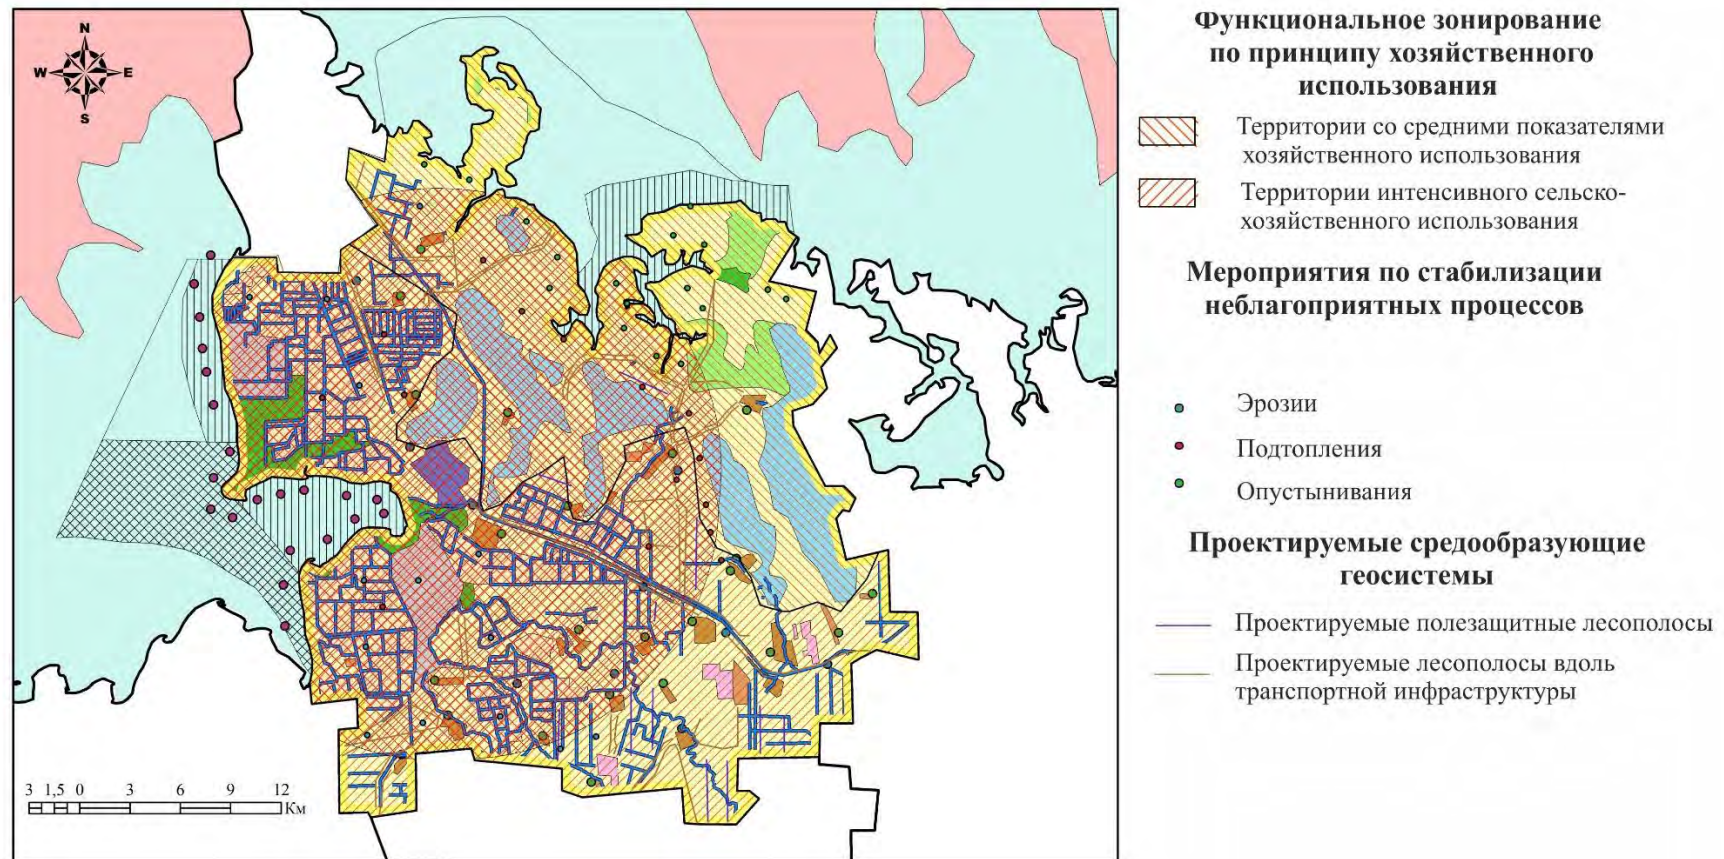 N
W E
S
3 1,5 0 3 6 9 12
Км
Функциональное зонирование
по принципу хозяйственного
использования
Территории со средними показателями
хозяйственного использования
Территории интенсивного сельско-
хозяйственного использования
Мероприятия по стабилизации
неблагоприятных процессов
Эрозии
Подтопления
Опустынивания
Проектируемые средообразующие
геосистемы
Проектируемые полезащитные лесополосы
Проектируемые лесополосы вдоль
транспортной инфраструктуры